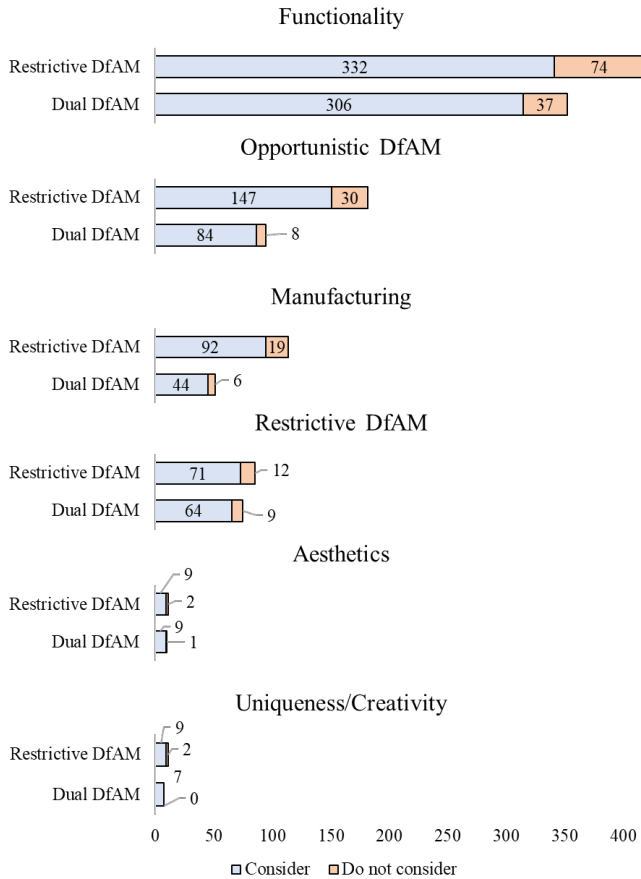 Functionality
Restrictive DfAM 332 74
Dual DfAM 306 37
Opportunistic DfAM
Restrictive DfAM 147 30
Dual DfAM 84 8
Manufacturing
Restrictive DfAM 92 19
Dual DfAM 44 6
Restrictive DfAM
Restrictive DfAM 71 12
Dual DfAM 64 9
Aesthetics
9
Restrictive DfAM 2
9
Dual DfAM 1
Uniqueness/Creativity
9
Restrictive DfAM 2
7
Dual DfAM 0
0 50 100 150 200 250 300 350 400
Consider Do not consider